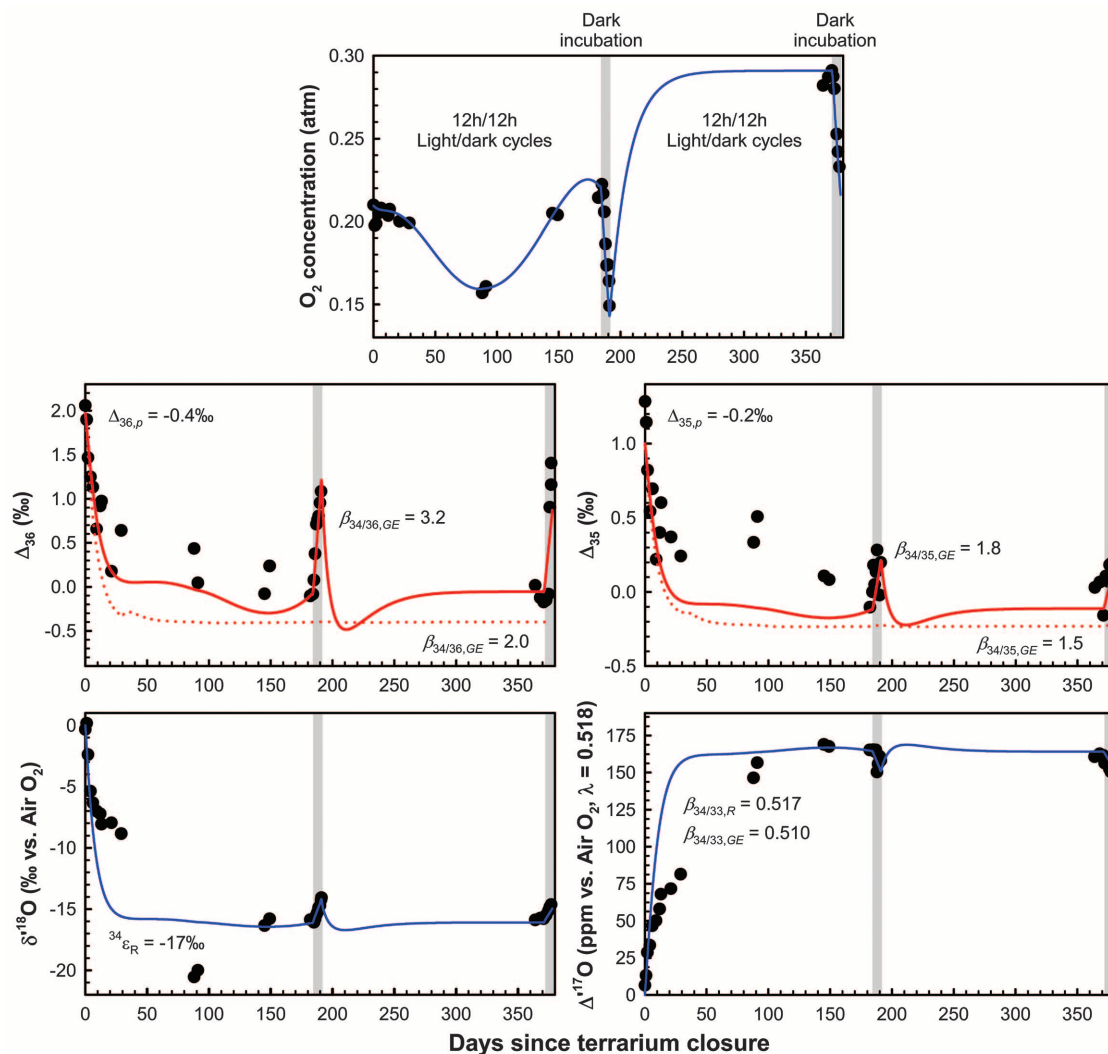 Dark
incubation
Dark
incubation
O₂ concentration (atm)
0.30
0.25
0.20
0.15
12h/12h
Light/dark cycles
12h/12h
Light/dark cycles
0 50 100 150 200 250 300 350
Δ₃₆ (‰)
2.0
1.5
1.0
0.5
0.0
-0.5
Δ₃₆,ₚ = -0.4‰
β₃₄/₃₆,GE = 3.2
β₃₄/₃₆,GE = 2.0
0 50 100 150 200 250 300 350
Δ₃₅ (‰)
1.0
0.5
0.0
-0.5
Δ₃₅,ₚ = -0.2‰
β₃₄/₃₅,GE = 1.8
β₃₄/₃₅,GE = 1.5
0 50 100 150 200 250 300 350
δ'¹⁸O (‰ vs. Air O₂)
0
-5
-10
-15
-20
³⁴εR = -17‰
0 50 100 150 200 250 300 350
Δ'¹⁷O (ppm vs. Air O₂, λ = 0.518)
175
150
125
100
75
50
25
0
β₃₄/₃₃,R = 0.517
β₃₄/₃₃,GE = 0.510
0 50 100 150 200 250 300 350
Days since terrarium closure